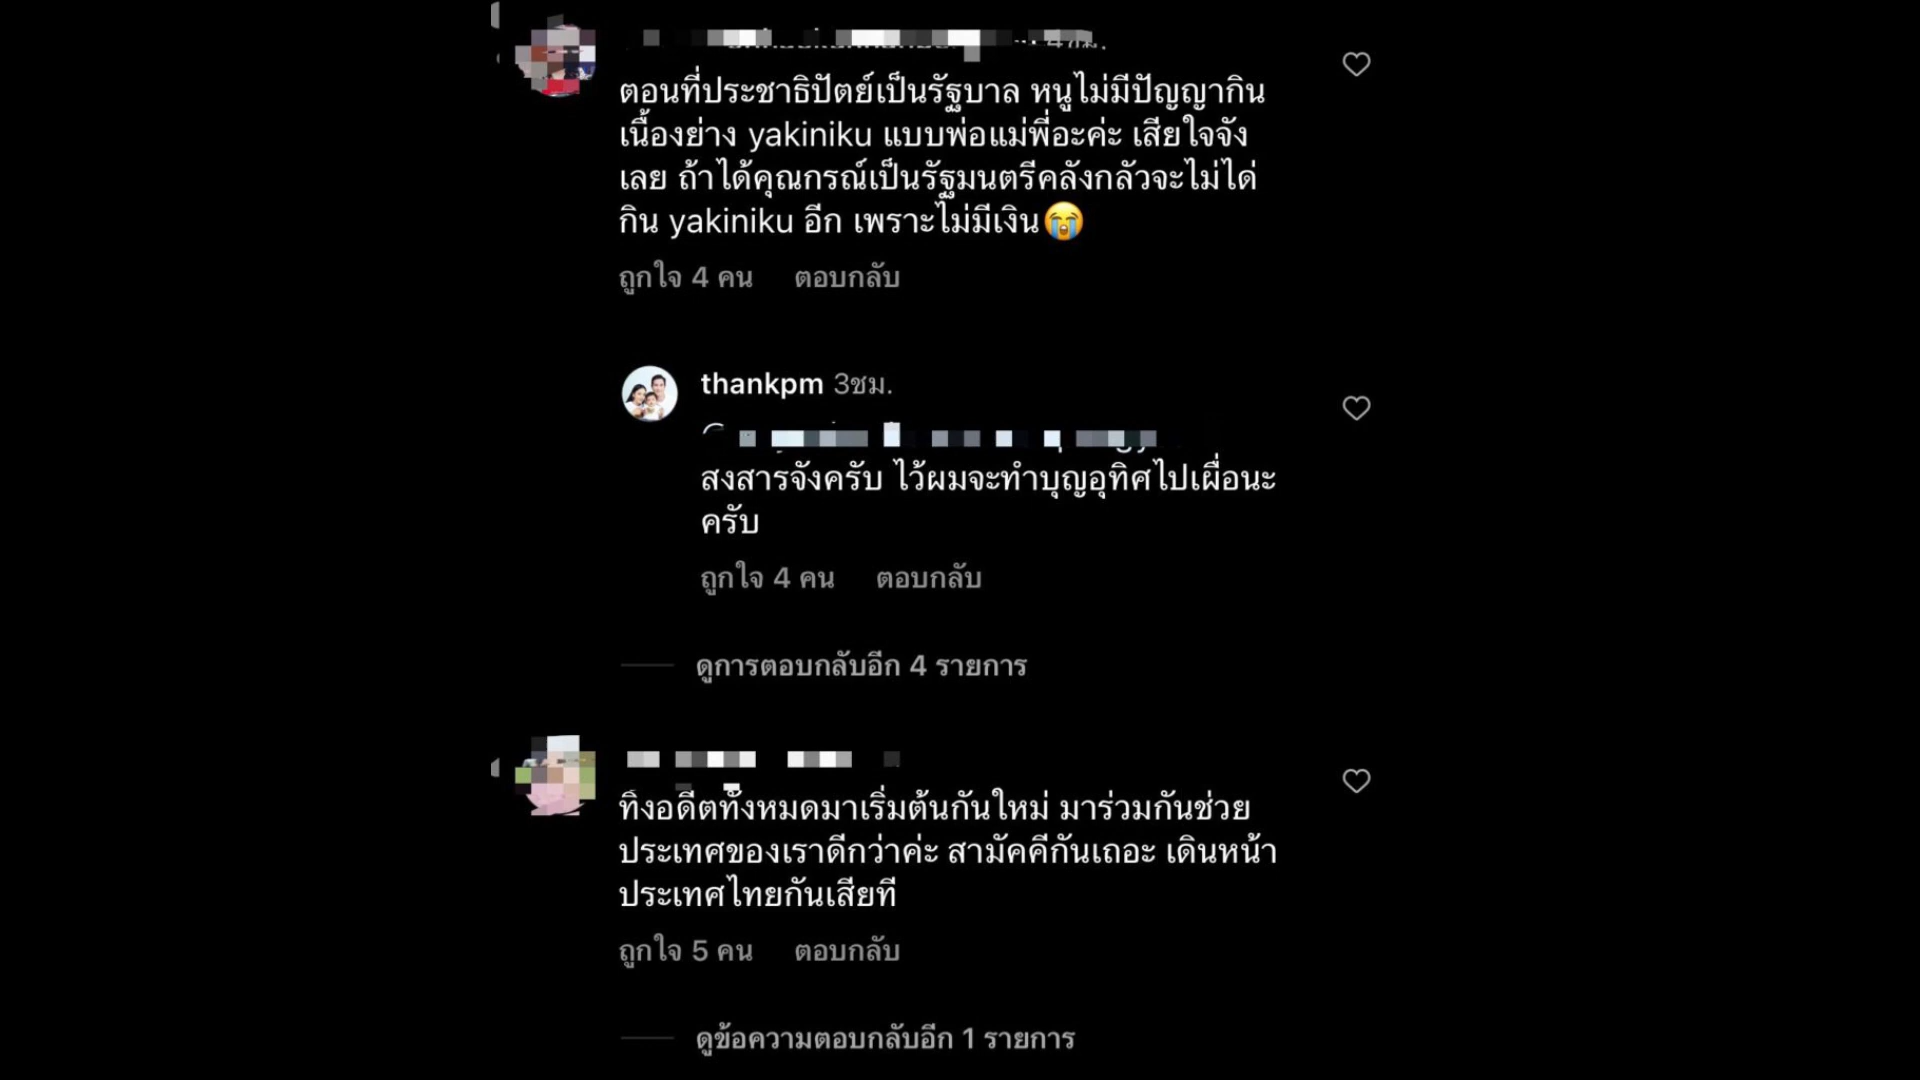 ตอนที่ประชาธิปัตย์เป็นรัฐบาล หนูไม่มีปัญญากิน
เนื้องย่าง yakiniku แบบพ่อแม่พี่อะค่ะ เสียใจจัง
เลย ถ้าได้คุณกรณ์เป็นรัฐมนตรีคลังกลัวจะไม่ได่
กิน yakiniku อีก เพราะไม่มีเงิน😭
ถูกใจ 4 คน ตอบกลับ
thankpm 3ชม.
สงสารจังครับ ไว้ผมจะทำบุญอุทิศไปเผื่อนะ
ครับ
ถูกใจ 4 คน ตอบกลับ
ดูการตอบกลับอีก 4 รายการ
ทิ้งอดีตทั้งหมดมาเริ่มต้นกันใหม่ มาร่วมกันช่วย
ประเทศของเราดีกว่าค่ะ สามัคคีกันเถอะ เดินหน้า
ประเทศไทยกันเสียที
ถูกใจ 5 คน ตอบกลับ
ดูข้อความตอบกลับอีก 1 รายการ